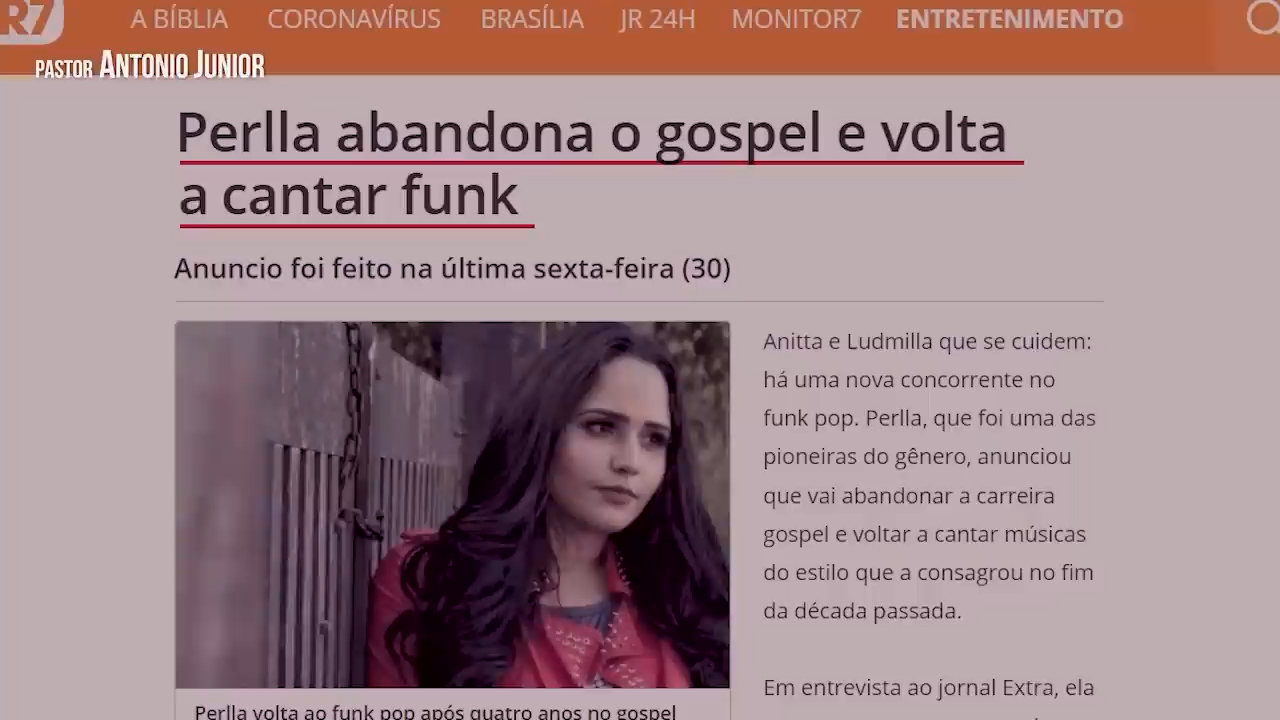 R7 A BÍBLIA CORONAVÍRUS BRASÍLIA JR 24H MONITOR7 ENTRETENIMENTO
PASTOR ANTONIO JUNIOR
Perlla abandona o gospel e volta
a cantar funk
Anuncio foi feito na última sexta-feira (30)
Anitta e Ludmilla que se cuidem:
há uma nova concorrente no
funk pop. Perlla, que foi uma das
pioneiras do gênero, anunciou
que vai abandonar a carreira
gospel e voltar a cantar músicas
do estilo que a consagrou no fim
da década passada.
Em entrevista ao jornal Extra, ela
Perlla volta ao funk pop após quatro anos no gospel